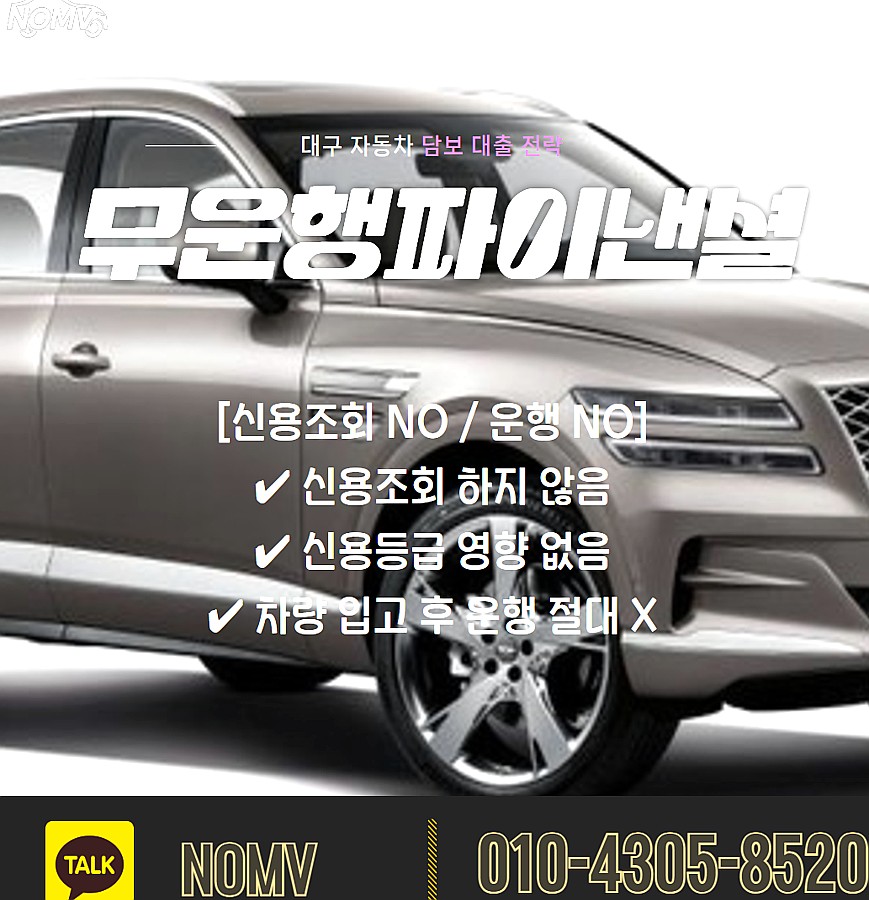 NOMV
대구 자동차 담보 대출 전략
무운행파이낸셜
[신용조회 NO / 운행 NO]
✔ 신용조회 하지 않음
✔ 신용등급 영향 없음
✔ 차량 입고 후 운행 절대 X
TALK
NOMV
010-4305-8520